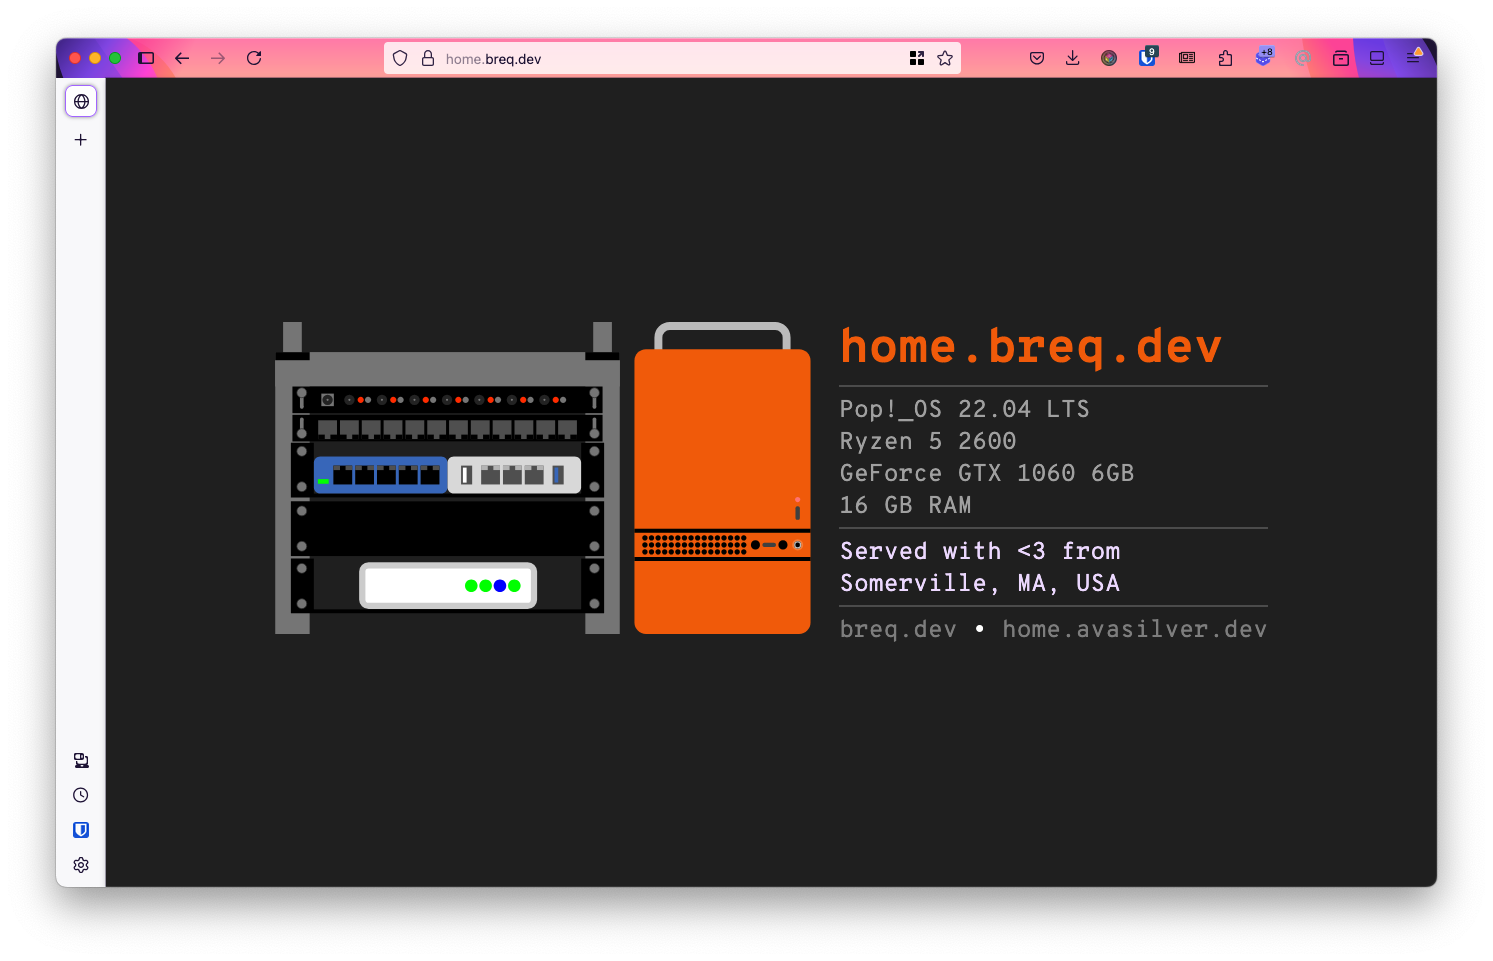 home.breq.dev
9
+8
home.breq.dev
Pop!_OS 22.04 LTS
Ryzen 5 2600
GeForce GTX 1060 6GB
16 GB RAM
Served with <3 from
Somerville, MA, USA
breq.dev • home.avasilver.dev